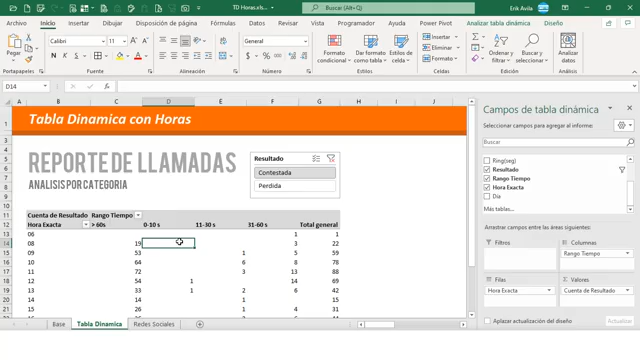 TD Horas.xls...
Buscar
Erik Avila
Archivo Inicio Insertar Dibujar Disposición de página Fórmulas Datos Revisar Vista Programador Ayuda Power Pivot Analizar tabla dinámica Diseño
Pegar
Calibri 11
General
Formato condicional
Dar formato como tabla
Estilos de celda
Insertar
Eliminar
Formato
Ordenar y filtrar
Buscar y seleccionar
Analizar datos
Portapapeles Fuente Alineación Número Estilos Celdas Edición Análisis
D14
A B C D E F G H I J
Tabla Dinamica con Horas
REPORTE DE LLAMADAS
ANALISIS POR CATEGORIA
Resultado
Contestada
Perdida
Cuenta de Resultado Rango Tiempo
Hora Exacta > 60s 0-10 s 11-30 s 31-60 s Total general
06 1 1
08 19 3 22
09 53 1 5 59
10 64 6 8 78
11 72 3 13 88
12 54 1 14 69
13 33 1 2 6 42
14 14 1 15
15 26 1 4 31
Base Tabla Dinamica Redes Sociales
Campos de tabla dinámica
Seleccionar campos para agregar al informe:
Buscar
Ring(seg)
Resultado
Rango Tiempo
Hora Exacta
Día
Más tablas...
Arrastrar campos entre las áreas siguientes:
Filtros
Columnas
Rango Tiempo
Filas
Hora Exacta
Valores
Cuenta de Resultado
Aplazar actualización del diseño
Actualizar